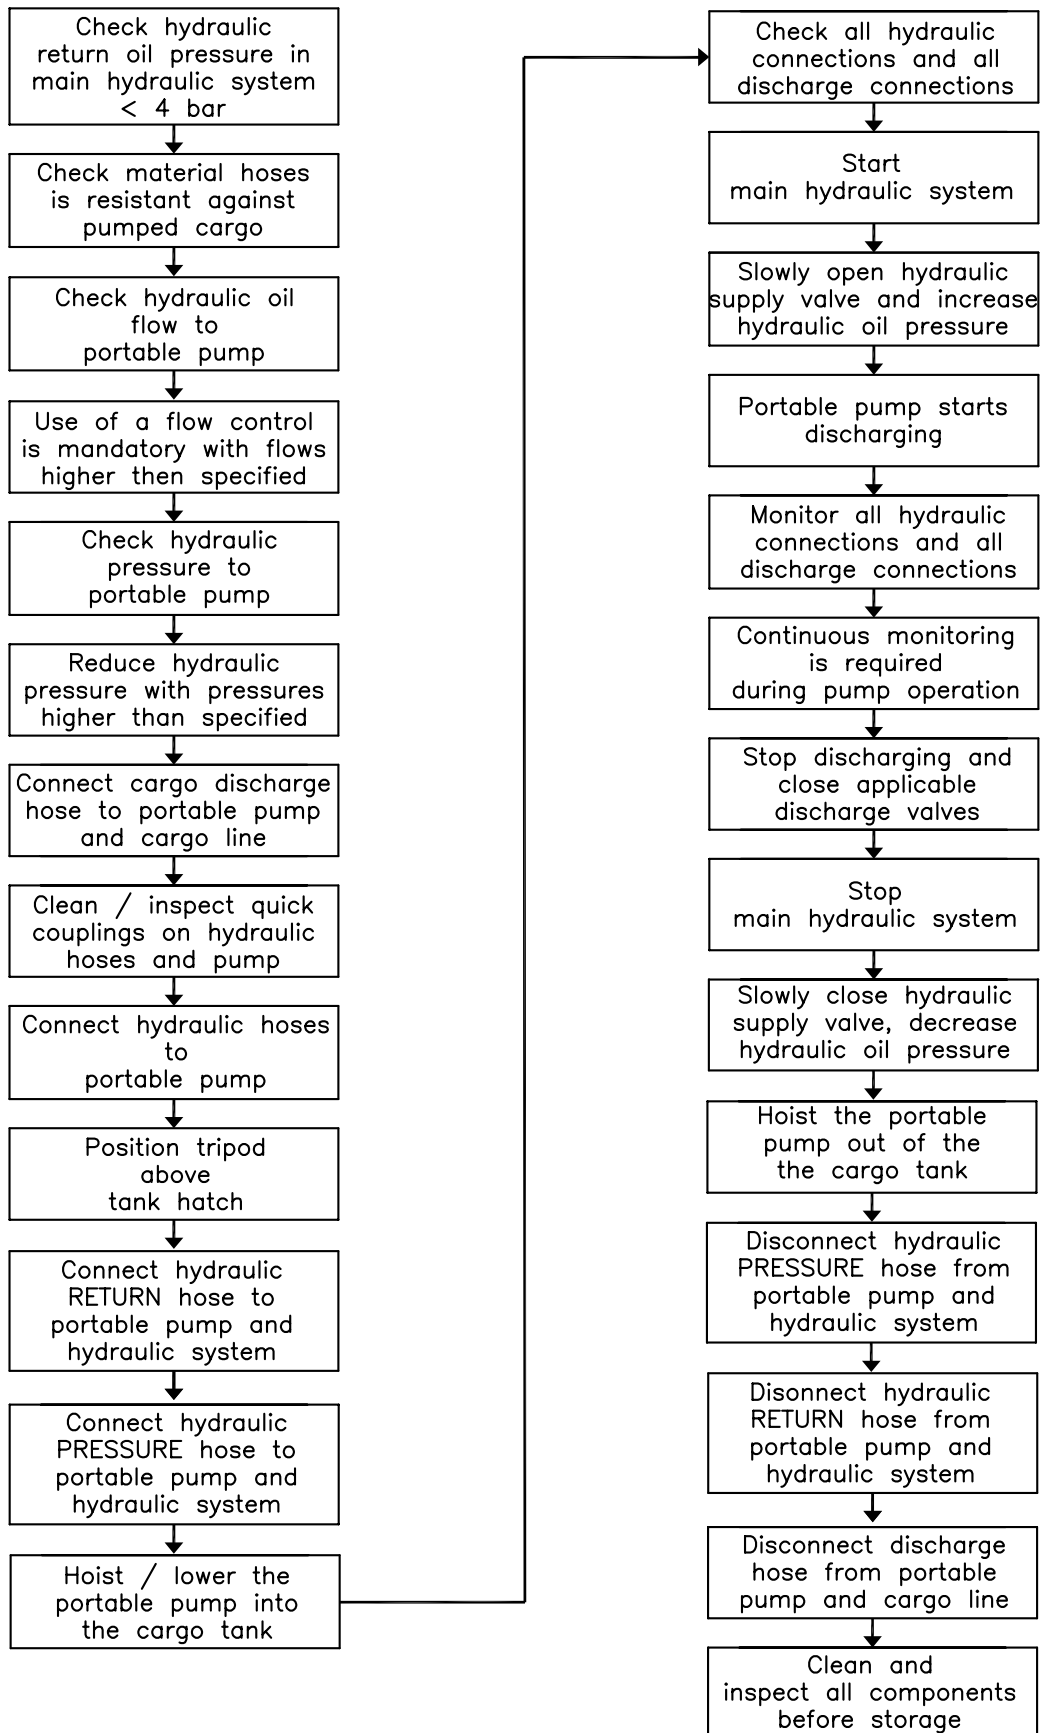 Check hydraulic
return oil pressure in
main hydraulic system
< 4 bar
Check material hoses
is resistant against
pumped cargo
Check hydraulic oil
flow to
portable pump
Use of a flow control
is mandatory with flows
higher then specified
Check hydraulic
pressure to
portable pump
Reduce hydraulic
pressure with pressures
higher than specified
Connect cargo discharge
hose to portable pump
and cargo line
Clean / inspect quick
couplings on hydraulic
hoses and pump
Connect hydraulic hoses
to
portable pump
Position tripod
above
tank hatch
Connect hydraulic
RETURN hose to
portable pump and
hydraulic system
Connect hydraulic
PRESSURE hose to
portable pump and
hydraulic system
Hoist / lower the
portable pump into
the cargo tank
Check all hydraulic
connections and all
discharge connections
Start
main hydraulic system
Slowly open hydraulic
supply valve and increase
hydraulic oil pressure
Portable pump starts
discharging
Monitor all hydraulic
connections and all
discharge connections
Continuous monitoring
is required
during pump operation
Stop discharging and
close applicable
discharge valves
Stop
main hydraulic system
Slowly close hydraulic
supply valve, decrease
hydraulic oil pressure
Hoist the portable
pump out of the
the cargo tank
Disconnect hydraulic
PRESSURE hose from
portable pump and
hydraulic system
Disonnect hydraulic
RETURN hose from
portable pump and
hydraulic system
Disconnect discharge
hose from portable
pump and cargo line
Clean and
inspect all components
before storage